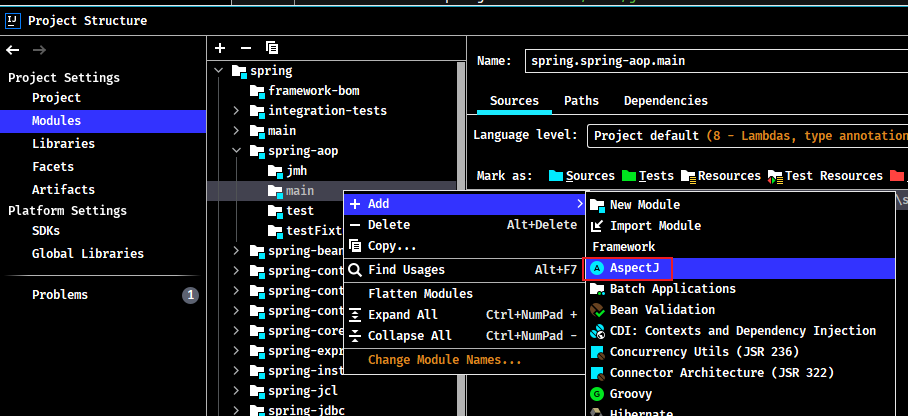 Project Structure
Project Settings
Project
Modules
Libraries
Facets
Artifacts
Platform Settings
SDKs
Global Libraries
Problems
1
spring
framework-bom
integration-tests
main
spring-aop
jmh
main
test
testFixt
spring-bean
spring-cont
spring-cont
spring-cont
spring-core
spring-expr
spring-inst
spring-jcl
spring-jdbc
Name: spring.spring-aop.main
Sources Paths Dependencies
Language level: Project default (8 - Lambdas, type annotation
Mark as: Sources Tests Resources Test Resources
Add
Delete Alt+Delete
Copy...
Find Usages Alt+F7
Flatten Modules
Expand All Ctrl+NumPad +
Collapse All Ctrl+NumPad -
Change Module Names...
New Module
Import Module
Framework
AspectJ
Batch Applications
Bean Validation
CDI: Contexts and Dependency Injection
Concurrency Utils (JSR 236)
Connector Architecture (JSR 322)
Groovy
Hibernate
\s